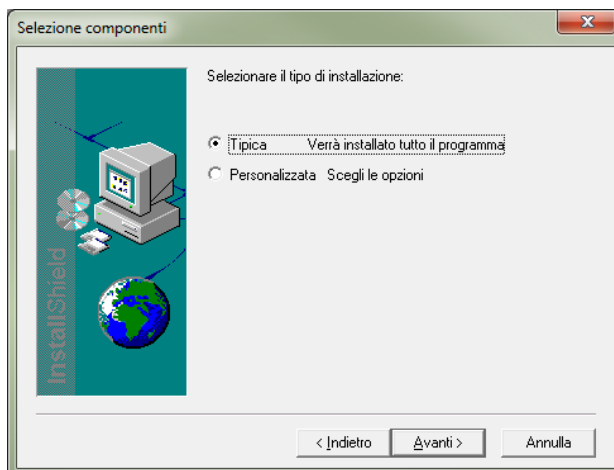 Selezione componenti
Selezionare il tipo di installazione:
Tipica Verrà installato tutto il programma
Personalizzata Scegli le opzioni
InstallShield
< Indietro Avanti > Annulla